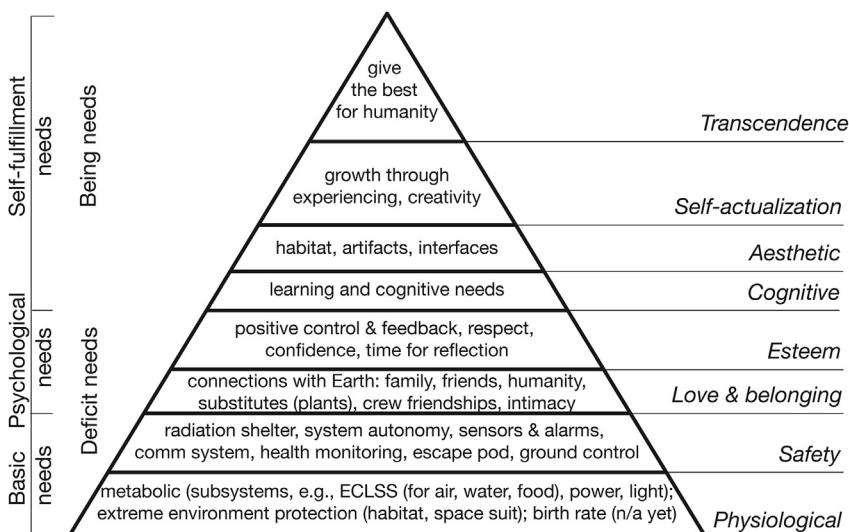 give
the best
for humanity
Transcendence
growth through
experiencing, creativity
Self-actualization
habitat, artifacts, interfaces
Aesthetic
learning and cognitive needs
Cognitive
positive control & feedback, respect,
confidence, time for reflection
Esteem
connections with Earth: family, friends, humanity,
substitutes (plants), crew friendships, intimacy
Love & belonging
radiation shelter, system autonomy, sensors & alarms,
comm system, health monitoring, escape pod, ground control
Safety
metabolic (subsystems, e.g., ECLSS (for air, water, food), power, light);
extreme environment protection (habitat, space suit); birth rate (n/a yet)
Physiological
Self-fulfillment
needs
Being needs
Psychological
needs
Deficit needs
Basic
needs